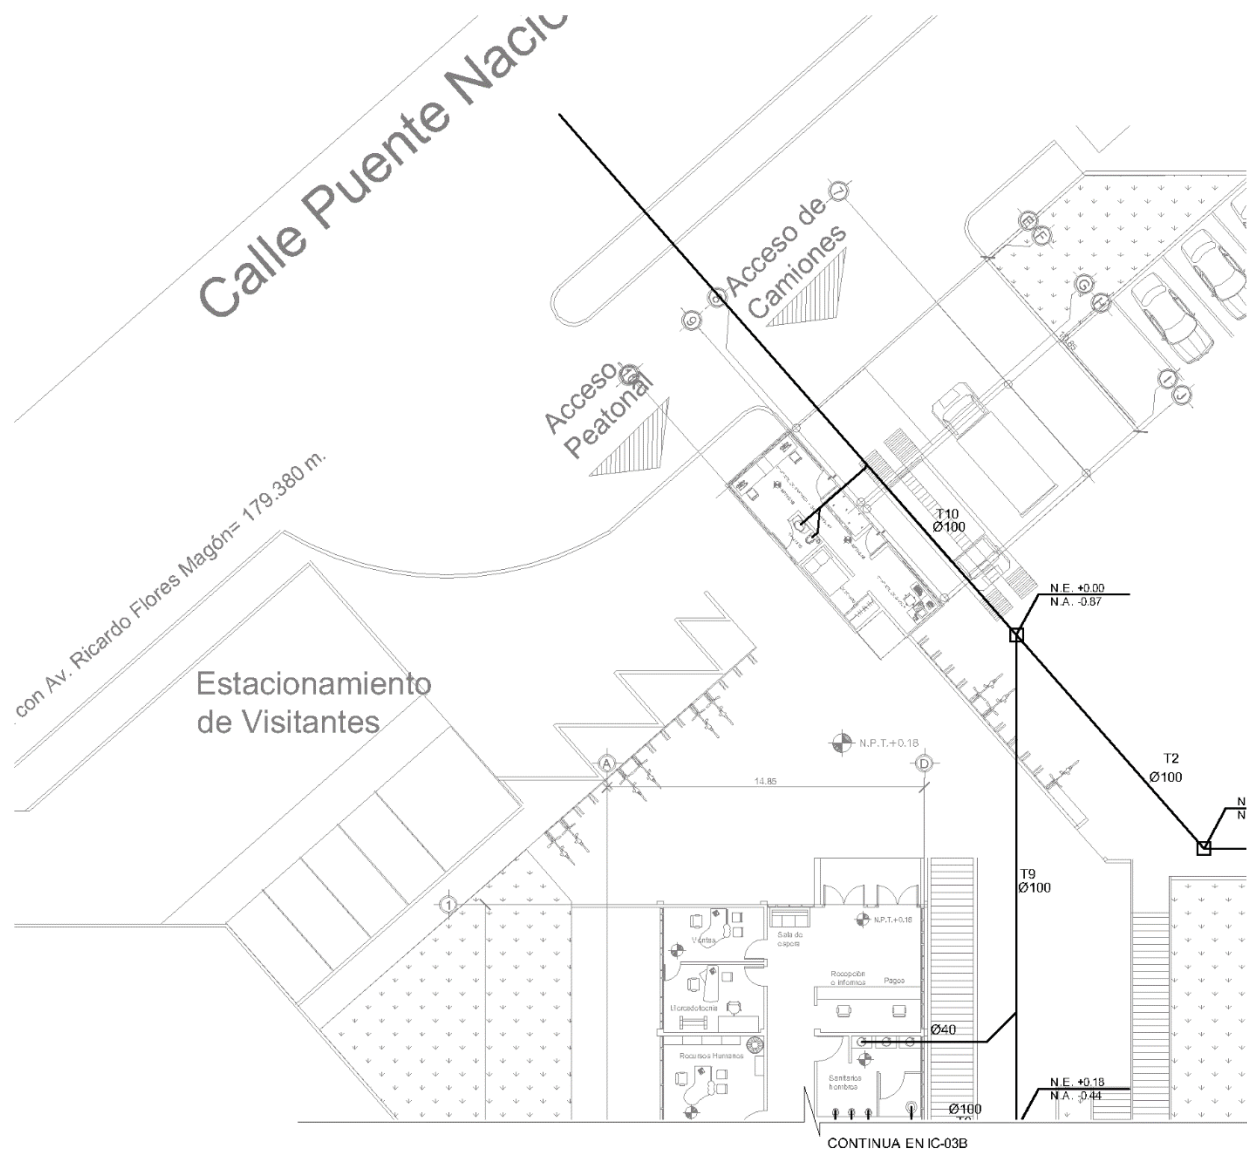 Calle Puente Nacio
Acceso de
Camiones
Acceso
Peatonal
7
8
9
E
F
G
H
I
J
con Av. Ricardo Flores Magón= 179.380 m.
T10
Ø100
N.E. +0.00
N.A. -0.87
Estacionamiento
de Visitantes
N.P.T.+0.18
A
D
14.85
T2
Ø100
N
N
T9
Ø100
1
N.P.T.+0.18
Ventas
Sala de
espera
Recepción
e informes
Pagos
Mercadotecnia
Ø40
Recursos Humanos
Sanitarios
hombres
N.E. +0.18
N.A. -0.44
Ø100
CONTINUA EN IC-03B